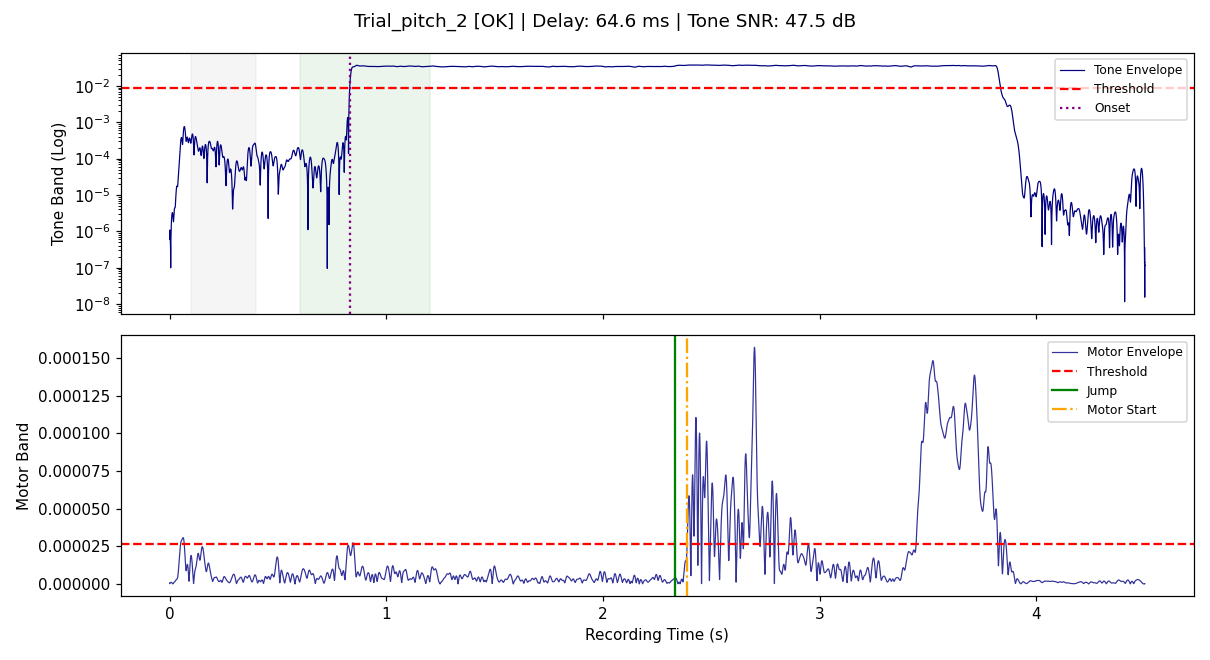 Trial_pitch_2 [OK] | Delay: 64.6 ms | Tone SNR: 47.5 dB
Tone Band (Log)
10⁻²
10⁻³
10⁻⁴
10⁻⁵
10⁻⁶
10⁻⁷
10⁻⁸
Tone Envelope
Threshold
Onset
Motor Band
0.000150
0.000125
0.000100
0.000075
0.000050
0.000025
0.000000
Motor Envelope
Threshold
Jump
Motor Start
0 1 2 3 4
Recording Time (s)